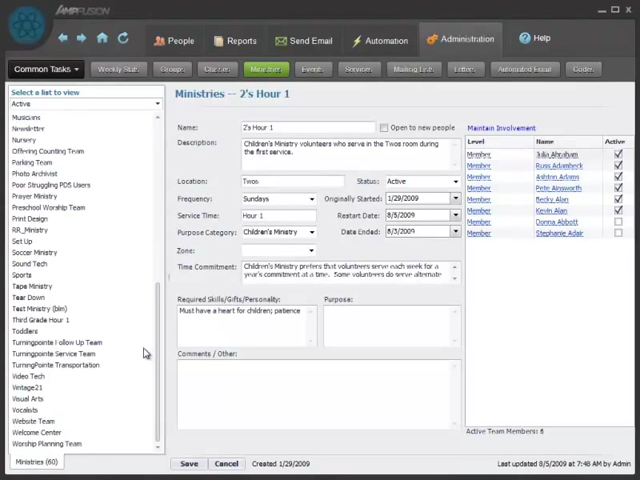 AMPFUSION
People
Reports
Send Email
Automation
Administration
Help
Common Tasks
Weekly Stats
Groups
Classes
Ministries
Events
Services
Mailing Lists
Letters
Automated Email
Codes
Select a list to view
Active
Musicians
Newsletter
Nursery
Offering Counting Team
Parking Team
Photo Archivist
Poor Struggling PDS Users
Prayer Ministry
Preschool Worship Team
Print Design
RR_Ministry
Set Up
Soccer Ministry
Sound Tech
Sports
Tape Ministry
Tear Down
Test Ministry (blm)
Third Grade Hour 1
Toddlers
Turningpointe Follow Up Team
Turningpointe Service Team
TurningPointe Transportation
Video Tech
Vintage21
Visual Arts
Vocalists
Website Team
Welcome Center
Worship Planning Team
Ministries (60)
Ministries -- 2's Hour 1
Name: 2's Hour 1 Open to new people
Description: Children's Ministry volunteers who serve in the Twos room during
the first service.
Location: Twos Status: Active
Frequency: Sundays Originally Started: 1/29/2009
Service Time: Hour 1 Restart Date: 8/5/2009
Purpose Category: Children's Ministry Date Ended: 8/3/2009
Zone:
Time Commitment: Children's Ministry prefers that volunteers serve each week for a
year's commitment at a time. Some volunteers do serve alternate
Required Skills/Gifts/Personality: Purpose:
Must have a heart for children; patience
Comments / Other:
Maintain Involvement
Level Name Active
Member Julia Abraham
Member Russ Adamheck
Member Ashton Adams
Member Pete Ainsworth
Member Becky Alan
Member Kevin Alan
Member Donna Abbott
Member Stephanie Adair
Active Team Members: 6
Save Cancel Created 1/29/2009 Last updated 8/5/2009 at 7:48 AM by Admin